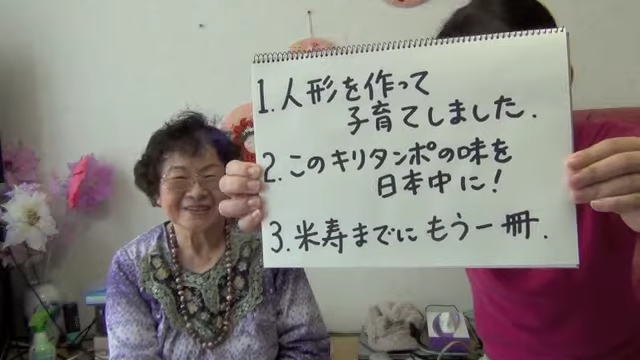 1.人形を作って
子育てしました.
2.このキリタンポの味を
日本中に!
3.米寿までにもう一冊.